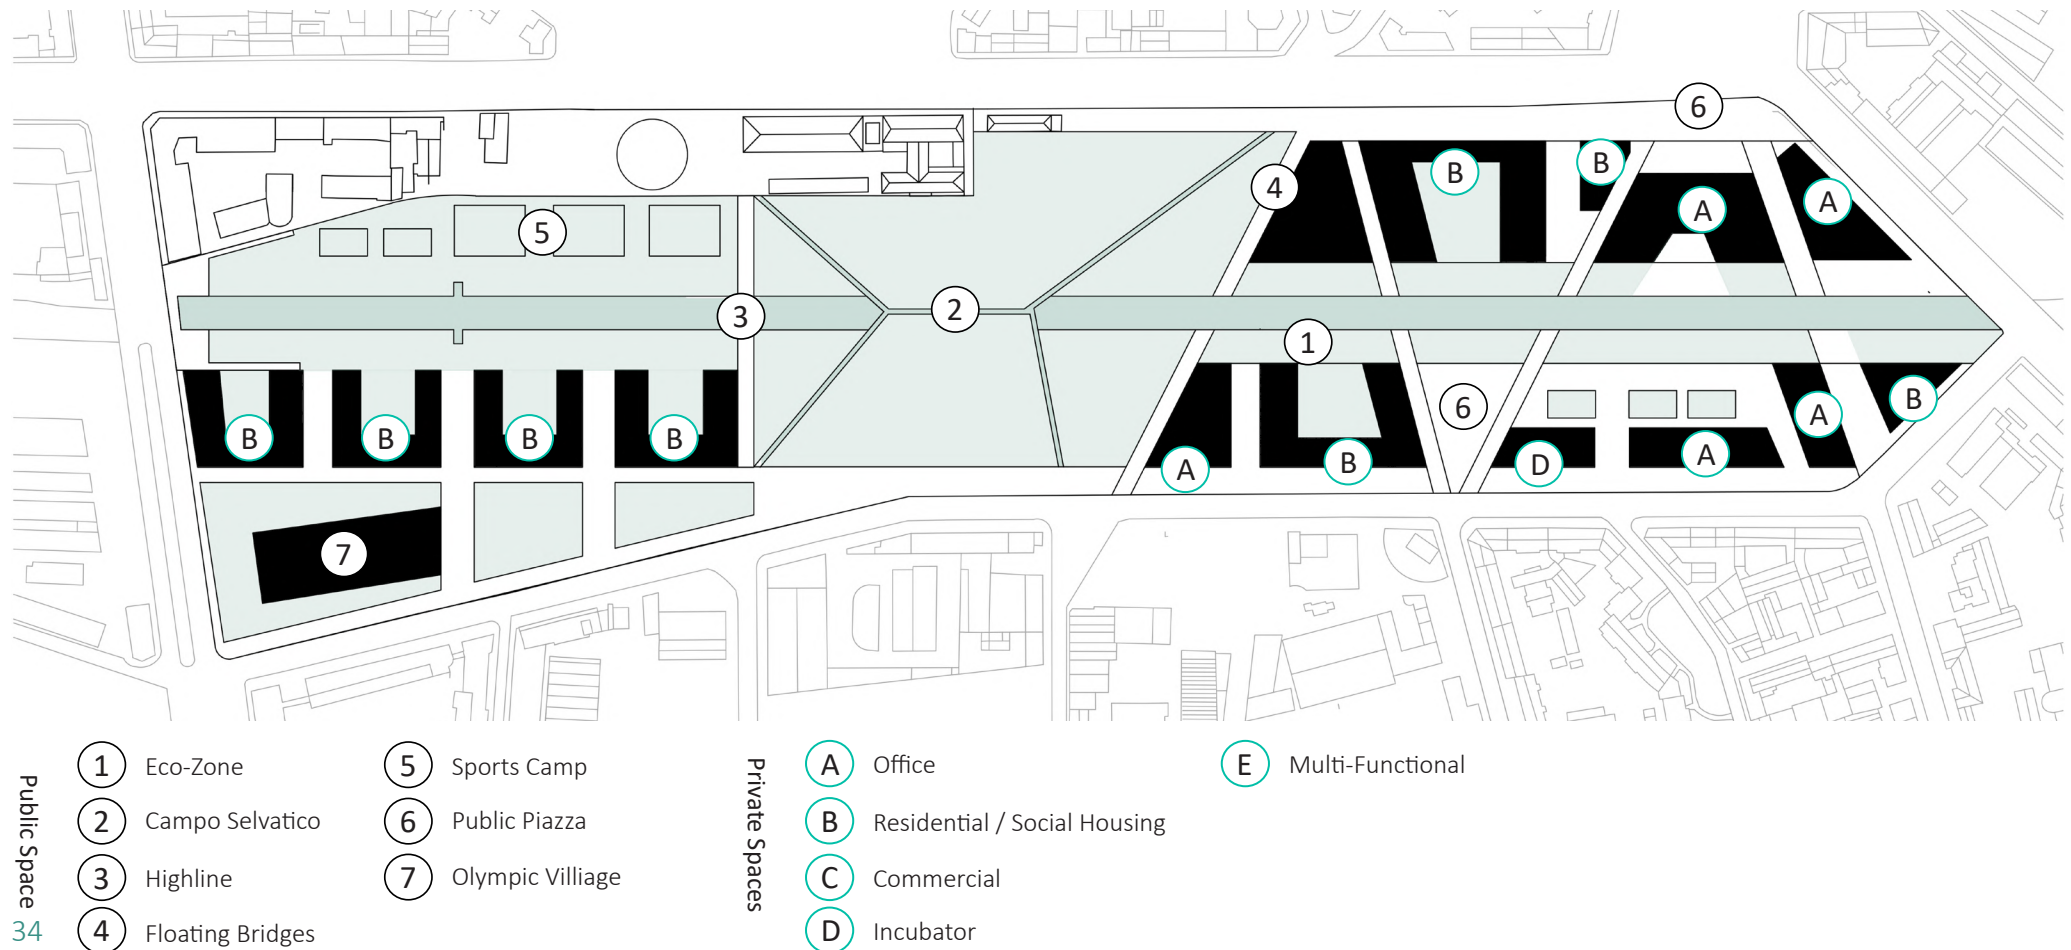 6
B
B
4
A
A
5
2
3
1
B
B
B
B
6
A
B
D
A
A
B
7
Public Space
1 Eco-Zone
2 Campo Selvatico
3 Highline
4 Floating Bridges
5 Sports Camp
6 Public Piazza
7 Olympic Villiage
Private Spaces
A Office
B Residential / Social Housing
C Commercial
D Incubator
E Multi-Functional
34